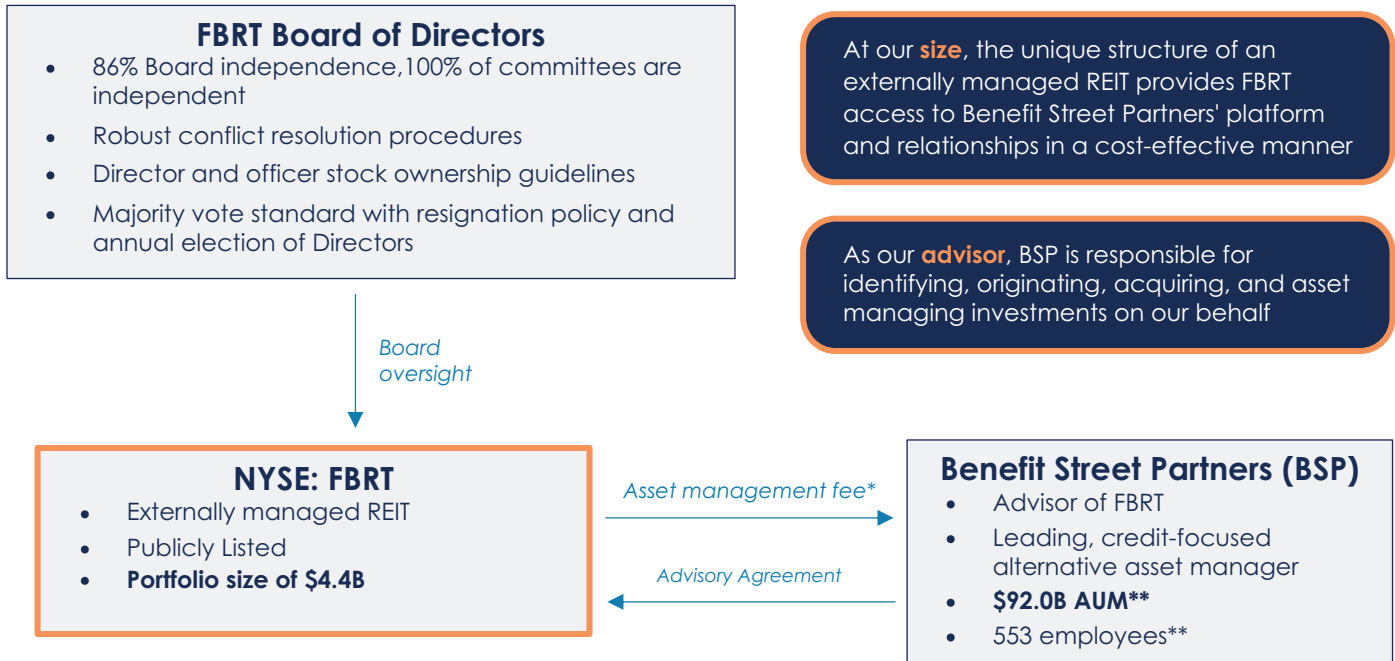 FBRT Board of Directors
• 86% Board independence,100% of committees are
independent
• Robust conflict resolution procedures
• Director and officer stock ownership guidelines
• Majority vote standard with resignation policy and
annual election of Directors
At our size, the unique structure of an
externally managed REIT provides FBRT
access to Benefit Street Partners' platform
and relationships in a cost-effective manner
As our advisor, BSP is responsible for
identifying, originating, acquiring, and asset
managing investments on our behalf
Board
oversight
NYSE: FBRT
• Externally managed REIT
• Publicly Listed
• Portfolio size of $4.4B
Asset management fee*
Advisory Agreement
Benefit Street Partners (BSP)
• Advisor of FBRT
• Leading, credit-focused
alternative asset manager
• $92.0B AUM**
• 553 employees**